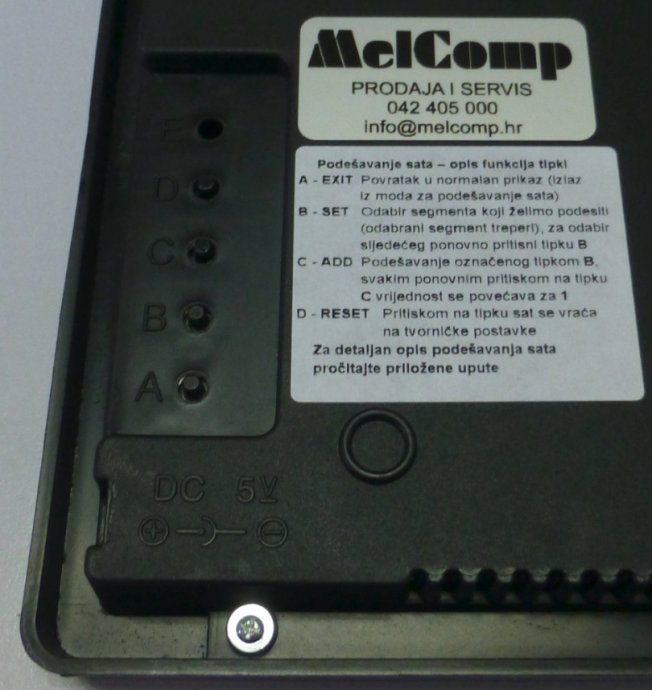 MelComp
PRODAJA I SERVIS
042 405 000
info@melcomp.hr
Podešavanje sata – opis funkcija tipki
A - EXIT Povratak u normalan prikaz (izlaz
iz moda za podešavanje sata)
B - SET Odabir segmenta koji želimo podesiti
(odabrani segment treperi), za odabir
sljedećeg ponovno pritisni tipku B
C - ADD Podešavanje označenog tipkom B,
svakim ponovnim pritiskom na tipku
C vrijednost se povećava za 1
D - RESET Pritiskom na tipku sat se vraća
na tvorničke postavke
Za detaljan opis podešavanja sata
pročitajte priložene upute
E
D
C
B
A
DC 5V